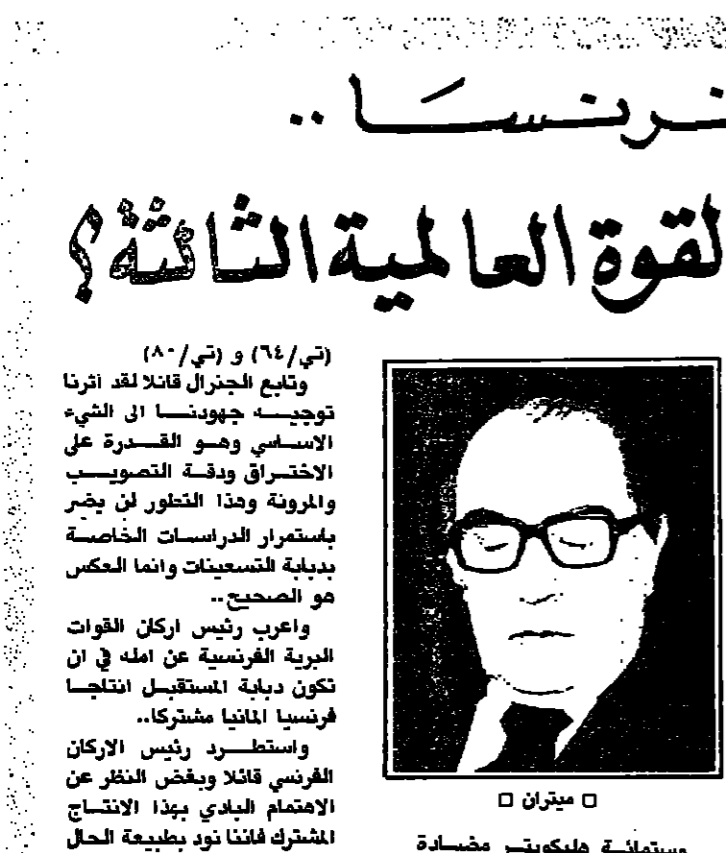 فرنسا ..
لقوة العالمية الثالثة؟
(تي/٦٤) و (تي/٨٠)
وتابع الجنرال قائلا لقد أثرنا
توجيه جهودنا الى الشيء
الاساسي وهو القدرة على
الاختراق ودقة التصويب
والمرونة وهذا التطور لن يضر
باستمرار الدراسات الخاصة
بدبابة التسعينات وانما العكس
هو الصحيح..
واعرب رئيس اركان القوات
البرية الفرنسية عن امله في ان
تكون دبابة المستقبل انتاجا
فرنسيا المانيا مشتركا..
واستطرد رئيس الاركان
الفرنسي قائلا وبغض النظر عن
الاهتمام البادي بهذا الانتاج
المشترك فاننا نود بطبيعة الحال
□ ميتران □
وستمائة هليكوبتر مضادة